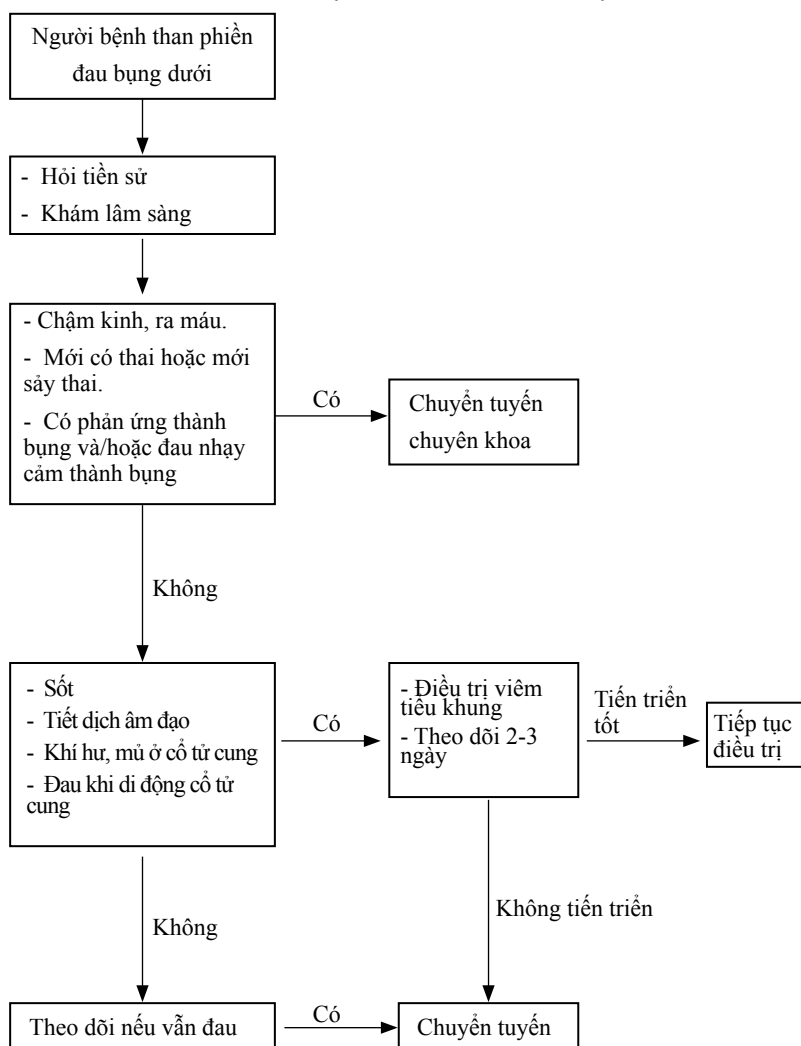 Người bệnh than phiền
đau bụng dưới
- Hỏi tiền sử
- Khám lâm sàng
- Chậm kinh, ra máu.
- Mới có thai hoặc mới
sảy thai.
- Có phản ứng thành
bụng và/hoặc đau nhạy
cảm thành bụng
Có
Chuyển tuyến
chuyên khoa
Không
- Sốt
- Tiết dịch âm đạo
- Khí hư, mủ ở cổ tử cung
- Đau khi di động cổ tử
cung
Có
- Điều trị viêm
tiểu khung
- Theo dõi 2-3
ngày
Tiến triển
tốt
Tiếp tục
điều trị
Không
Không tiến triển
Theo dõi nếu vẫn đau
Có
Chuyển tuyến